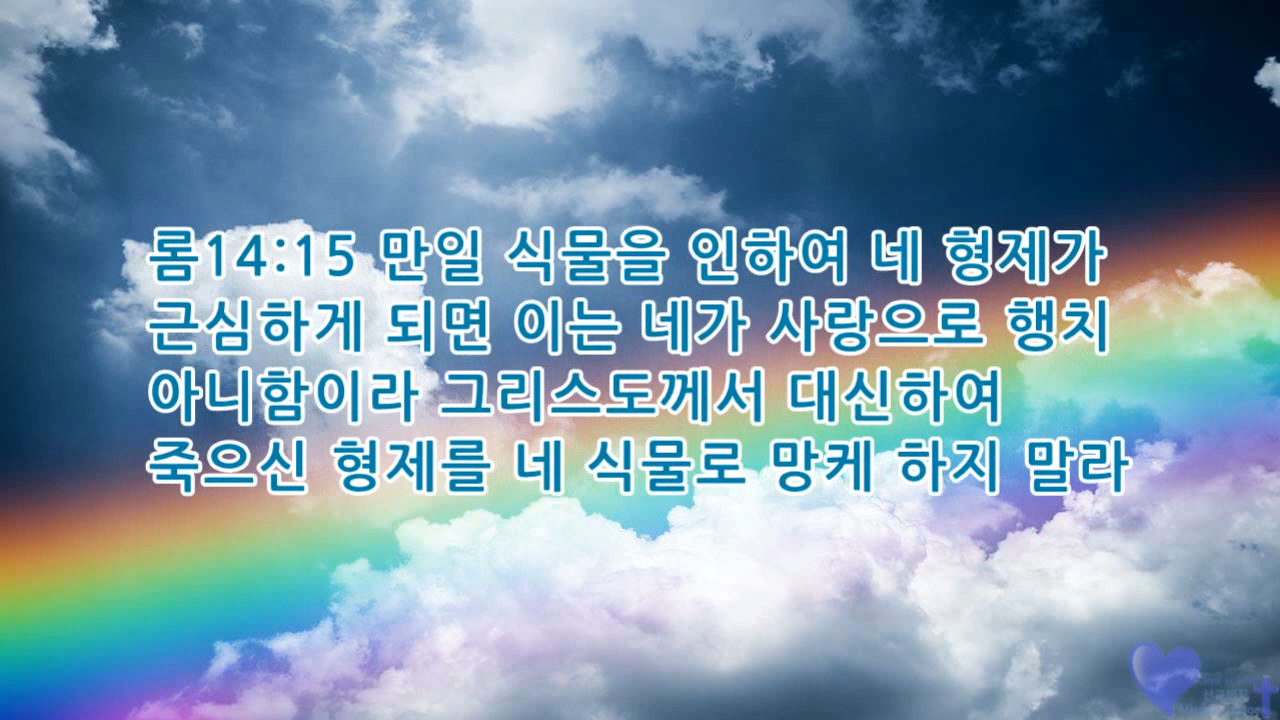 롬14:15 만일 식물을 인하여 네 형제가
근심하게 되면 이는 네가 사랑으로 행치
아니함이라 그리스도께서 대신하여
죽으신 형제를 네 식물로 망케 하지 말라